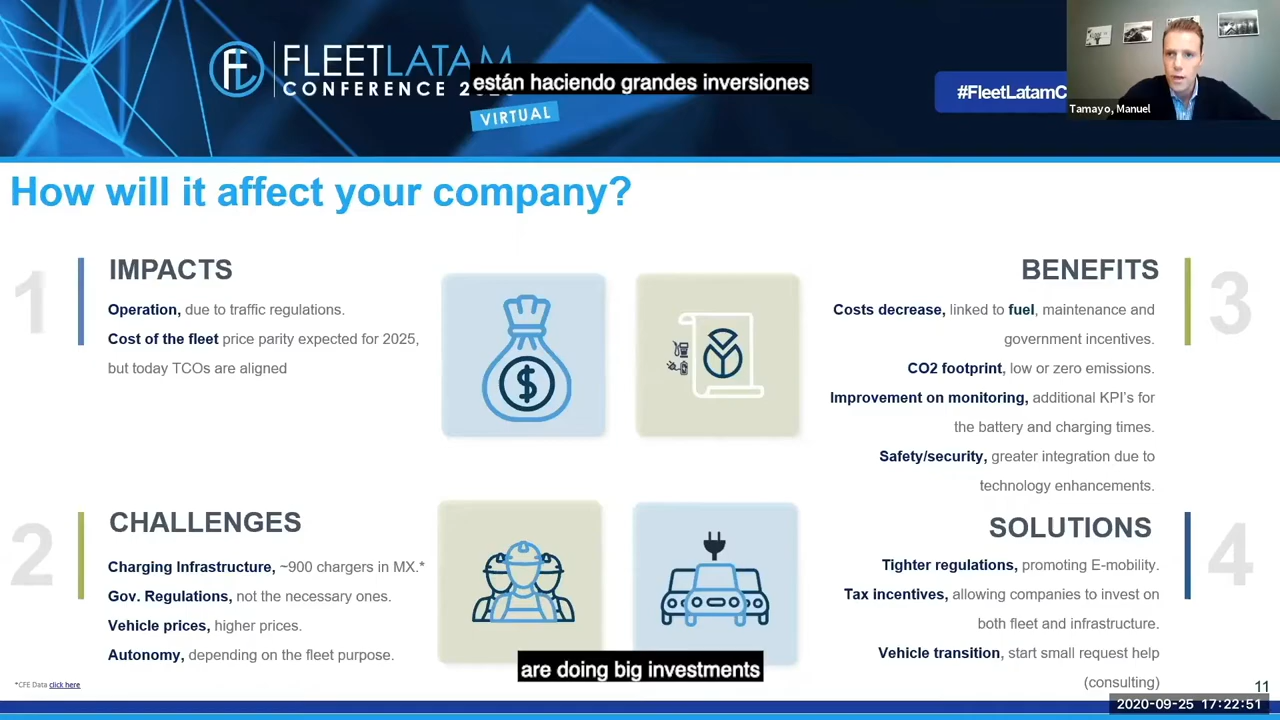 FLEETLATAM
CONFERENCE
VIRTUAL
están haciendo grandes inversiones
#FleetLatamC
Tamayo, Manuel
How will it affect your company?
1
IMPACTS
Operation, due to traffic regulations.
Cost of the fleet price parity expected for 2025,
but today TCOs are aligned
2
CHALLENGES
Charging Infrastructure, ~900 chargers in MX.*
Gov. Regulations, not the necessary ones.
Vehicle prices, higher prices.
Autonomy, depending on the fleet purpose.
*CFE Data click here
$
BENEFITS
3
Costs decrease, linked to fuel, maintenance and
government incentives.
CO2 footprint, low or zero emissions.
Improvement on monitoring, additional KPI's for
the battery and charging times.
Safety/security, greater integration due to
technology enhancements.
SOLUTIONS
4
Tighter regulations, promoting E-mobility.
Tax incentives, allowing companies to invest on
both fleet and infrastructure.
Vehicle transition, start small request help
(consulting)
are doing big investments
11
2020-09-25 17:22:51